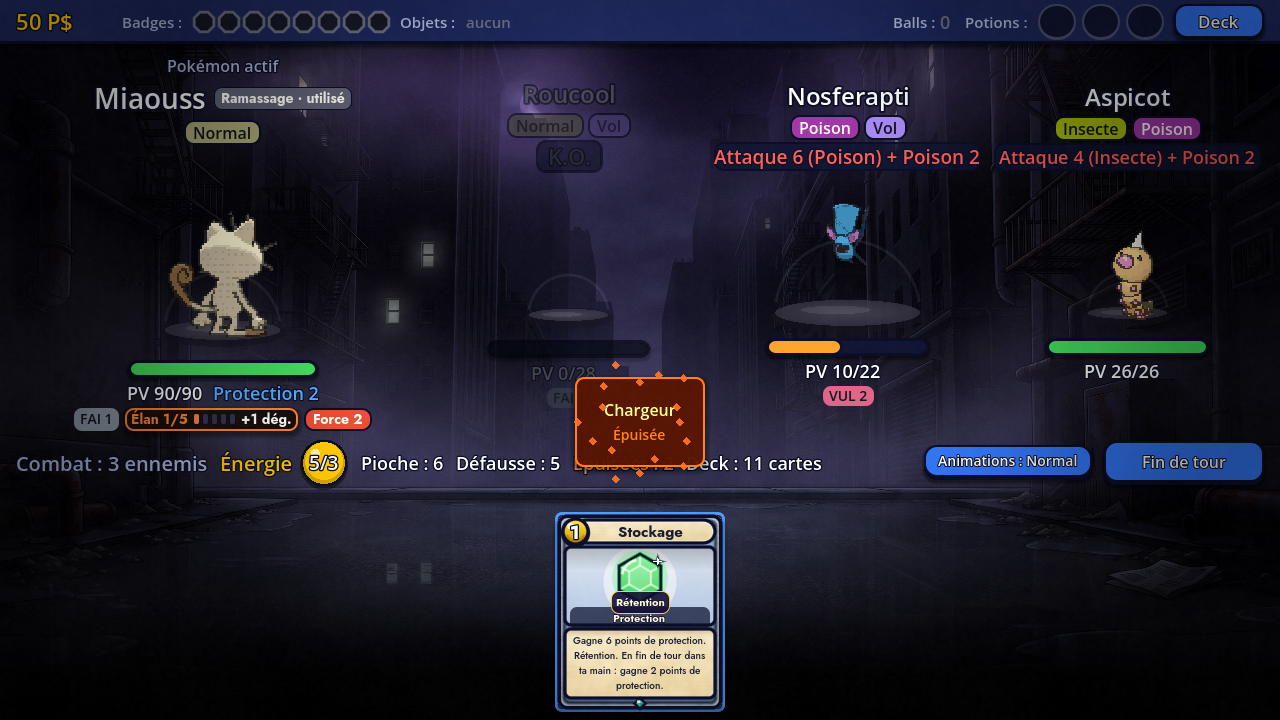 50 P$
Badges :
Objets : aucun
Balls : 0
Potions :
Deck
Pokémon actif
Miaouss
Ramassage · utilisé
Normal
Roucool
Normal
Vol
K.O.
Nosferapti
Poison
Vol
Attaque 6 (Poison) + Poison 2
Aspicot
Insecte
Poison
Attaque 4 (Insecte) + Poison 2
PV 90/90
Protection 2
FAI 1
Élan 1/5
+1 dég.
Force 2
PV 0/28
FAI
PV 10/22
VUL 2
PV 26/26
Chargeur
Épuisée
Combat : 3 ennemis
Énergie
5/3
Pioche : 6
Défausse : 5
Épuisées : 2
Deck : 11 cartes
Animations : Normal
Fin de tour
1
Stockage
Rétention
Protection
Gagne 6 points de protection.
Rétention. En fin de tour dans
ta main : gagne 2 points de
protection.